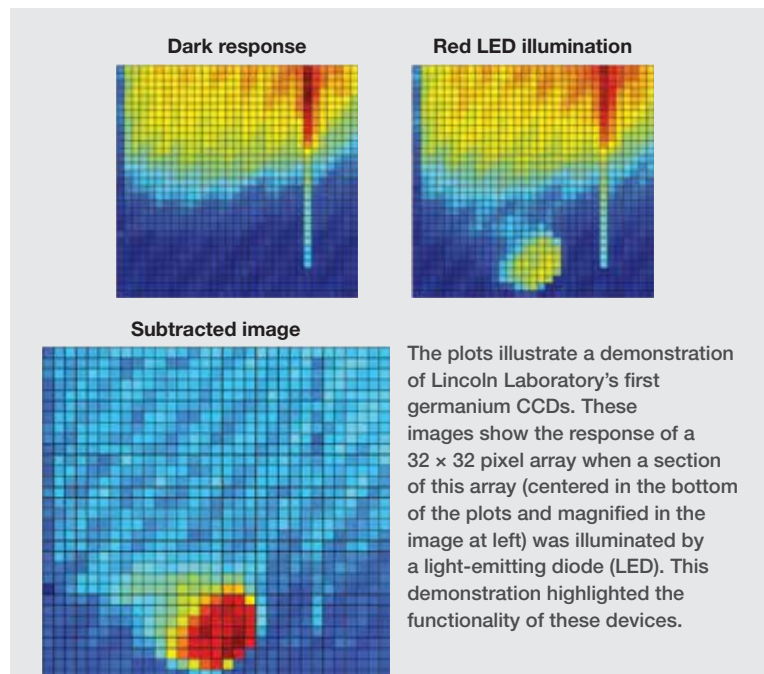 Dark response
Red LED illumination
Subtracted image
The plots illustrate a demonstration
of Lincoln Laboratory’s first
germanium CCDs. These
images show the response of a
32 × 32 pixel array when a section
of this array (centered in the bottom
of the plots and magnified in the
image at left) was illuminated by
a light-emitting diode (LED). This
demonstration highlighted the
functionality of these devices.